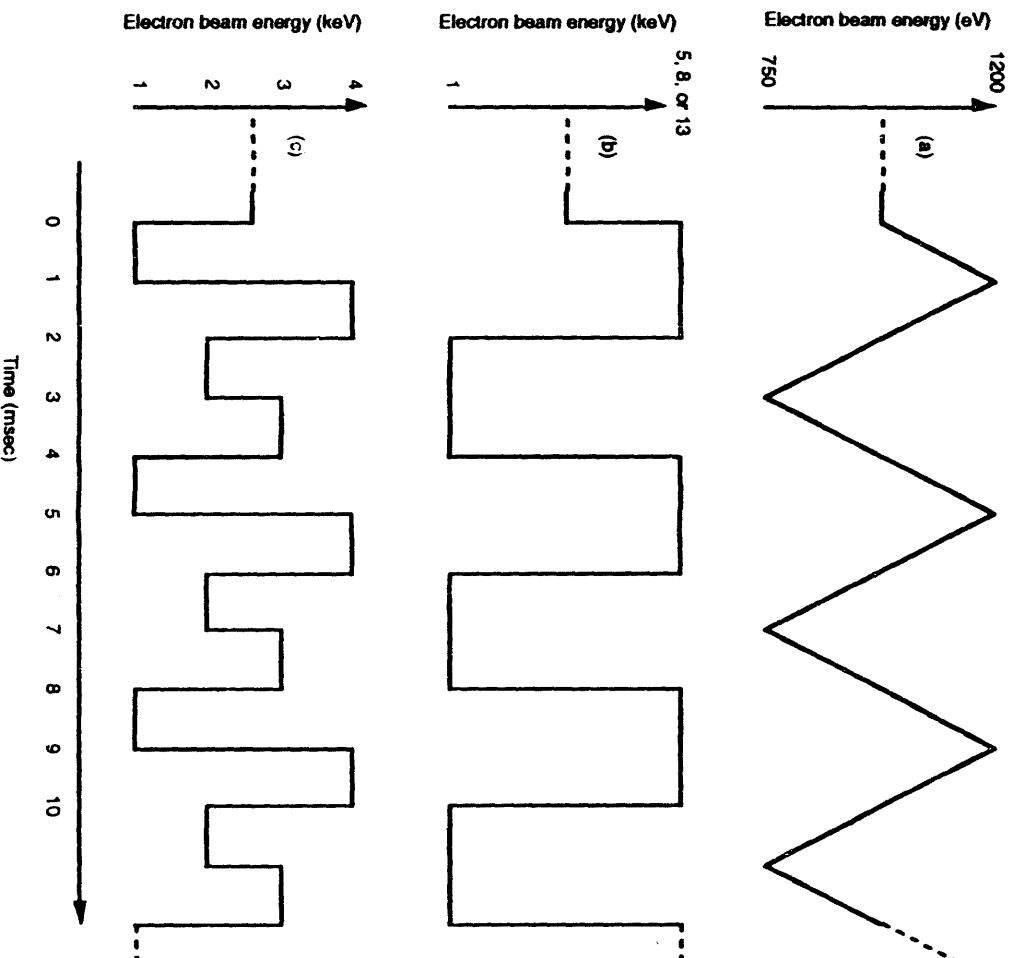 Electron beam energy (eV)
1200
750
(a)
Electron beam energy (keV)
5, 8, or 13
1
(b)
Electron beam energy (keV)
4
3
2
1
(c)
0 1 2 3 4 5 6 7 8 9 10
Time (msec)